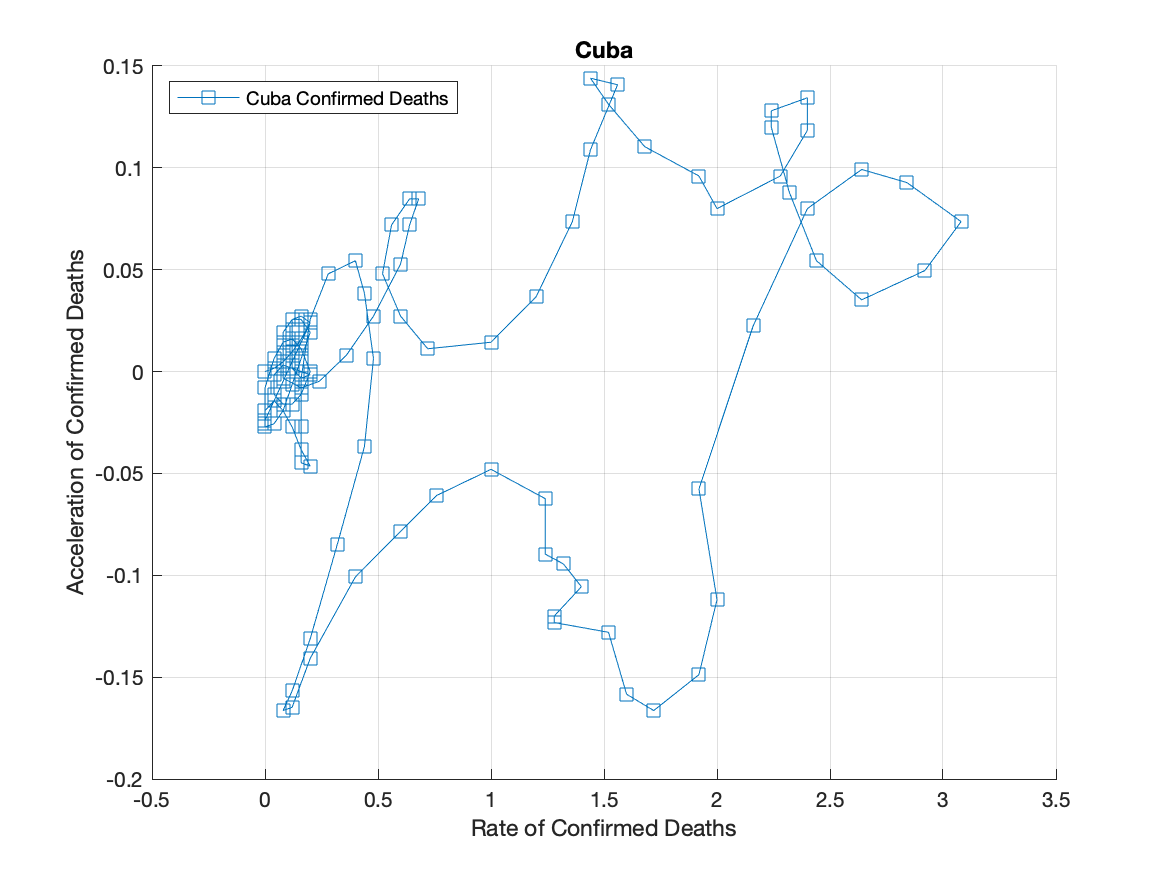 Cuba
Cuba Confirmed Deaths
0.15
0.1
0.05
0
-0.05
-0.1
-0.15
-0.2
Acceleration of Confirmed Deaths
-0.5 0 0.5 1 1.5 2 2.5 3 3.5
Rate of Confirmed Deaths